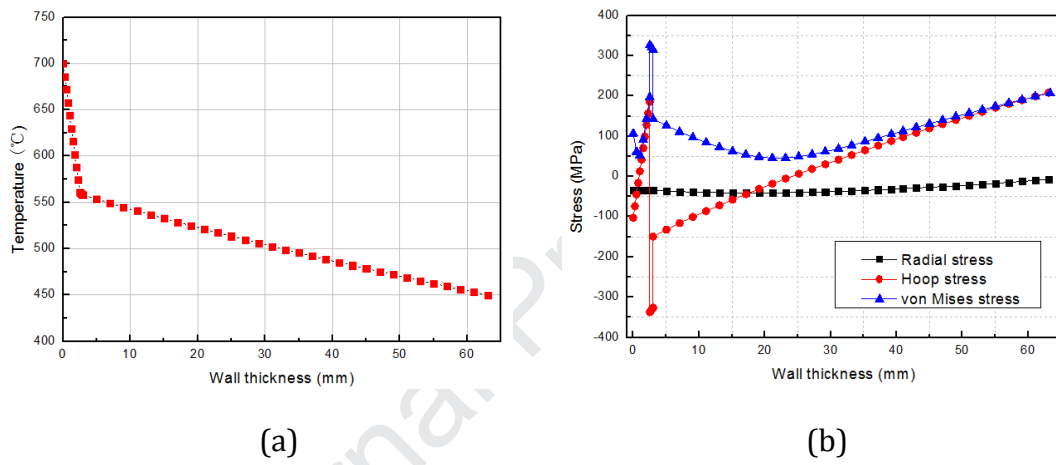 750
700
650
600
550
500
450
400
Temperature (℃)
0 10 20 30 40 50 60
Wall thickness (mm)
(a)
400
300
200
100
0
-100
-200
-300
-400
Stress (MPa)
Radial stress
Hoop stress
von Mises stress
0 10 20 30 40 50 60
Wall thickness (mm)
(b)